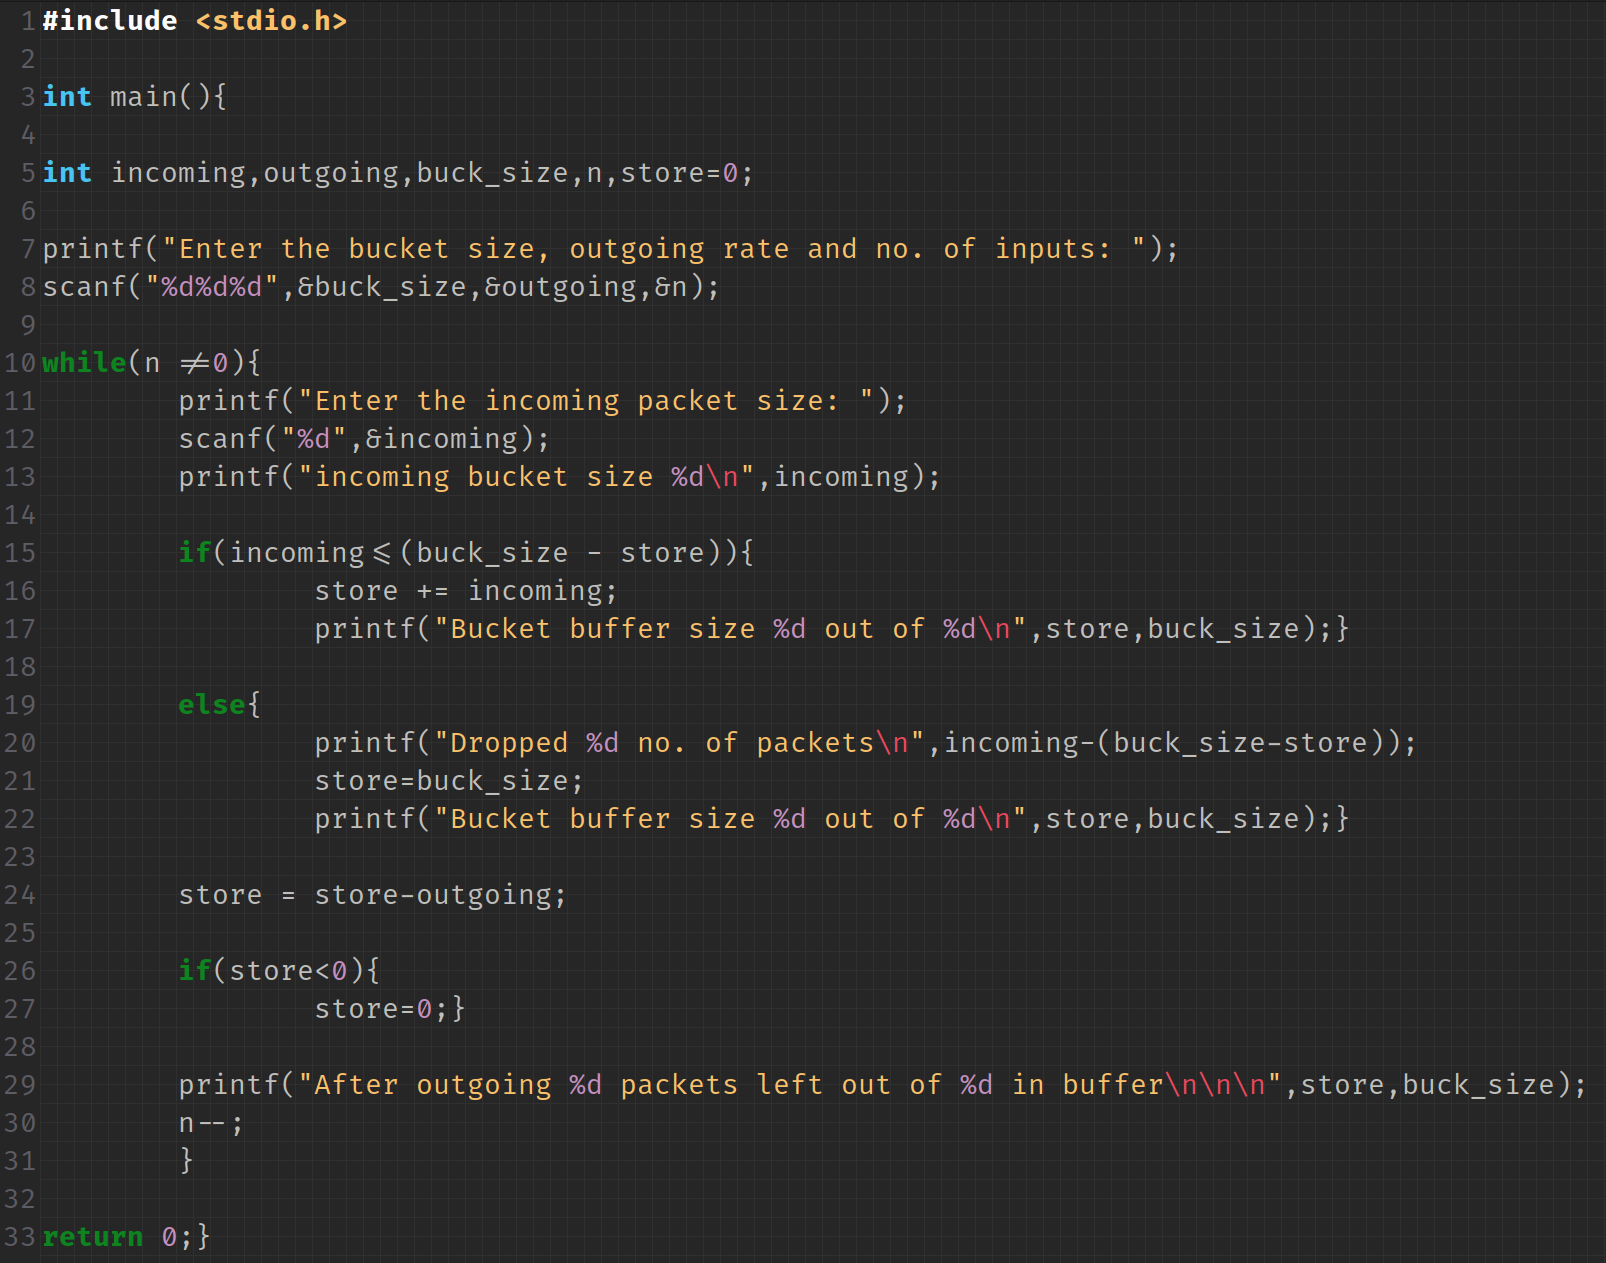 1 #include <stdio.h>
2
3 int main(){
4
5 int incoming,outgoing,buck_size,n,store=0;
6
7 printf("Enter the bucket size, outgoing rate and no. of inputs: ");
8 scanf("%d%d%d",&buck_size,&outgoing,&n);
9
10 while(n !=0){
11         printf("Enter the incoming packet size: ");
12         scanf("%d",&incoming);
13         printf("incoming bucket size %d\n",incoming);
14
15         if(incoming<=(buck_size - store)){
16                 store += incoming;
17                 printf("Bucket buffer size %d out of %d\n",store,buck_size);}
18
19         else{
20                 printf("Dropped %d no. of packets\n",incoming-(buck_size-store));
21                 store=buck_size;
22                 printf("Bucket buffer size %d out of %d\n",store,buck_size);}
23
24         store = store-outgoing;
25
26         if(store<0){
27                 store=0;}
28
29         printf("After outgoing %d packets left out of %d in buffer\n\n\n",store,buck_size);
30         n--;
31         }
32
33 return 0;}